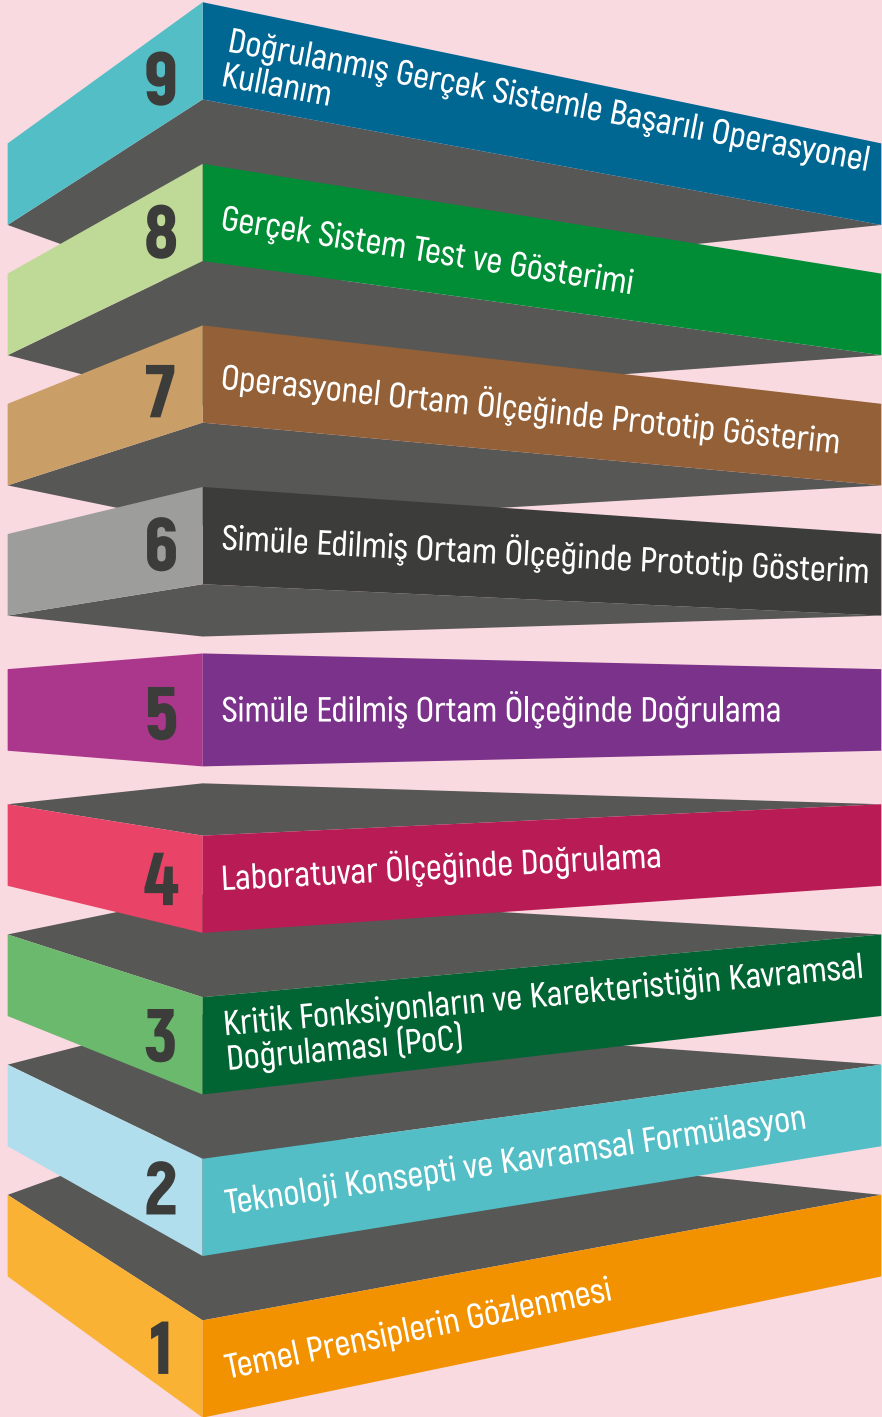 9
Doğrulanmış Gerçek Sistemle Başarılı Operasyonel
Kullanım
8
Gerçek Sistem Test ve Gösterimi
7
Operasyonel Ortam Ölçeğinde Prototip Gösterim
6
Simüle Edilmiş Ortam Ölçeğinde Prototip Gösterim
5
Simüle Edilmiş Ortam Ölçeğinde Doğrulama
4
Laboratuvar Ölçeğinde Doğrulama
3
Kritik Fonksiyonların ve Karekteristiğin Kavramsal
Doğrulaması (PoC)
2
Teknoloji Konsepti ve Kavramsal Formülasyon
1
Temel Prensiplerin Gözlenmesi